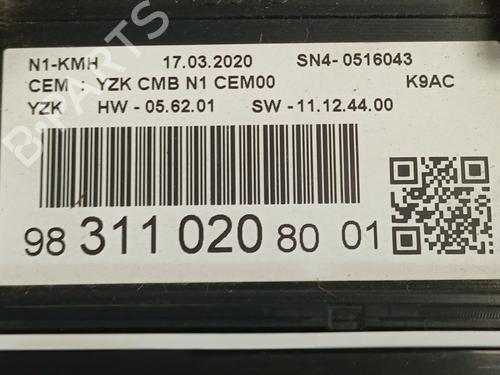 N1-KMH 17.03.2020 SN4- 0516043
CEM : YZK CMB N1 CEM00 K9AC
YZK HW - 05.62.01 SW - 11.12.44.00
98 311 020 80 01
B-PARTS